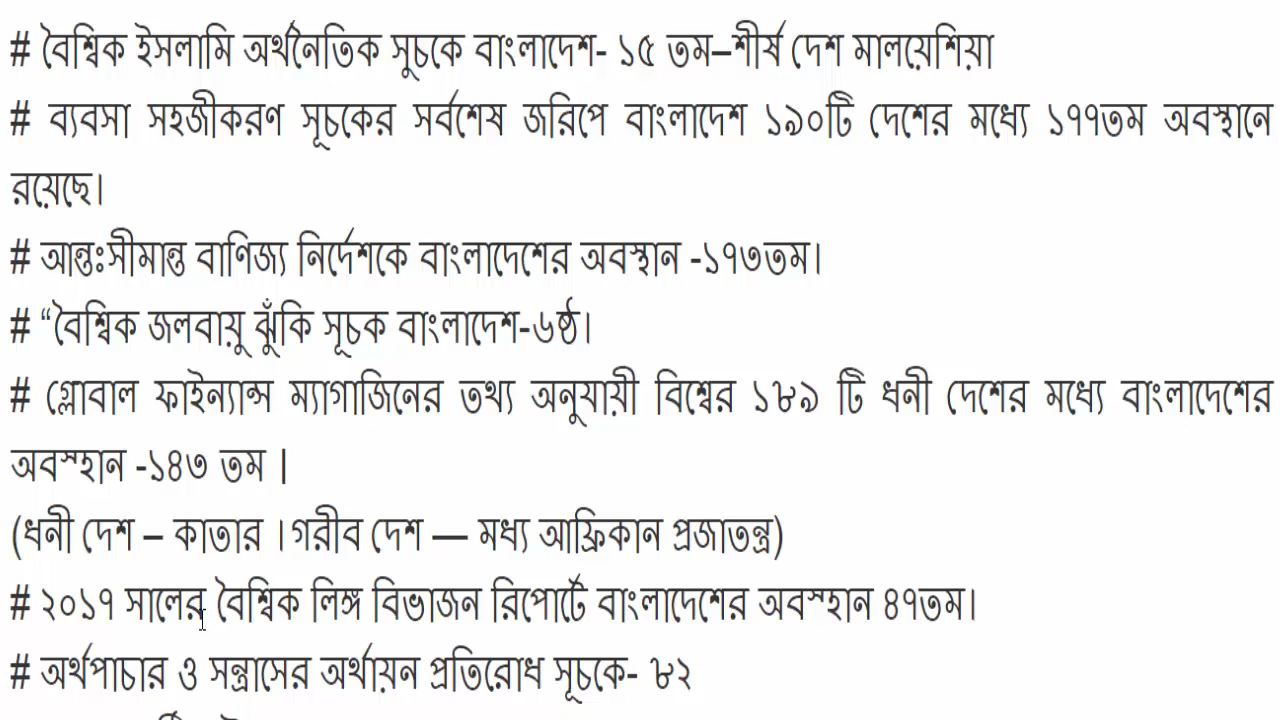 # বৈশ্বিক ইসলামি অর্থনৈতিক সুচকে বাংলাদেশ- ১৫ তম–শীর্ষ দেশ মালয়েশিয়া
# ব্যবসা সহজীকরণ সূচকের সর্বশেষ জরিপে বাংলাদেশ ১৯০টি দেশের মধ্যে ১৭৭তম অবস্থানে
রয়েছে।
# আন্তঃসীমান্ত বাণিজ্য নির্দেশকে বাংলাদেশের অবস্থান -১৭৩তম।
# “বৈশ্বিক জলবায়ু ঝুঁকি সূচক বাংলাদেশ-৬ষ্ঠ।
# গ্লোবাল ফাইন্যান্স ম্যাগাজিনের তথ্য অনুযায়ী বিশ্বের ১৮৯ টি ধনী দেশের মধ্যে বাংলাদেশের
অবস্হান -১৪৩ তম |
(ধনী দেশ – কাতার ।গরীব দেশ — মধ্য আফ্রিকান প্রজাতন্ত্র)
# ২০১৭ সালের বৈশ্বিক লিঙ্গ বিভাজন রিপোর্টে বাংলাদেশের অবস্হান ৪৭তম।
# অর্থপাচার ও সন্ত্রাসের অর্থায়ন প্রতিরোধ সূচকে- ৮২